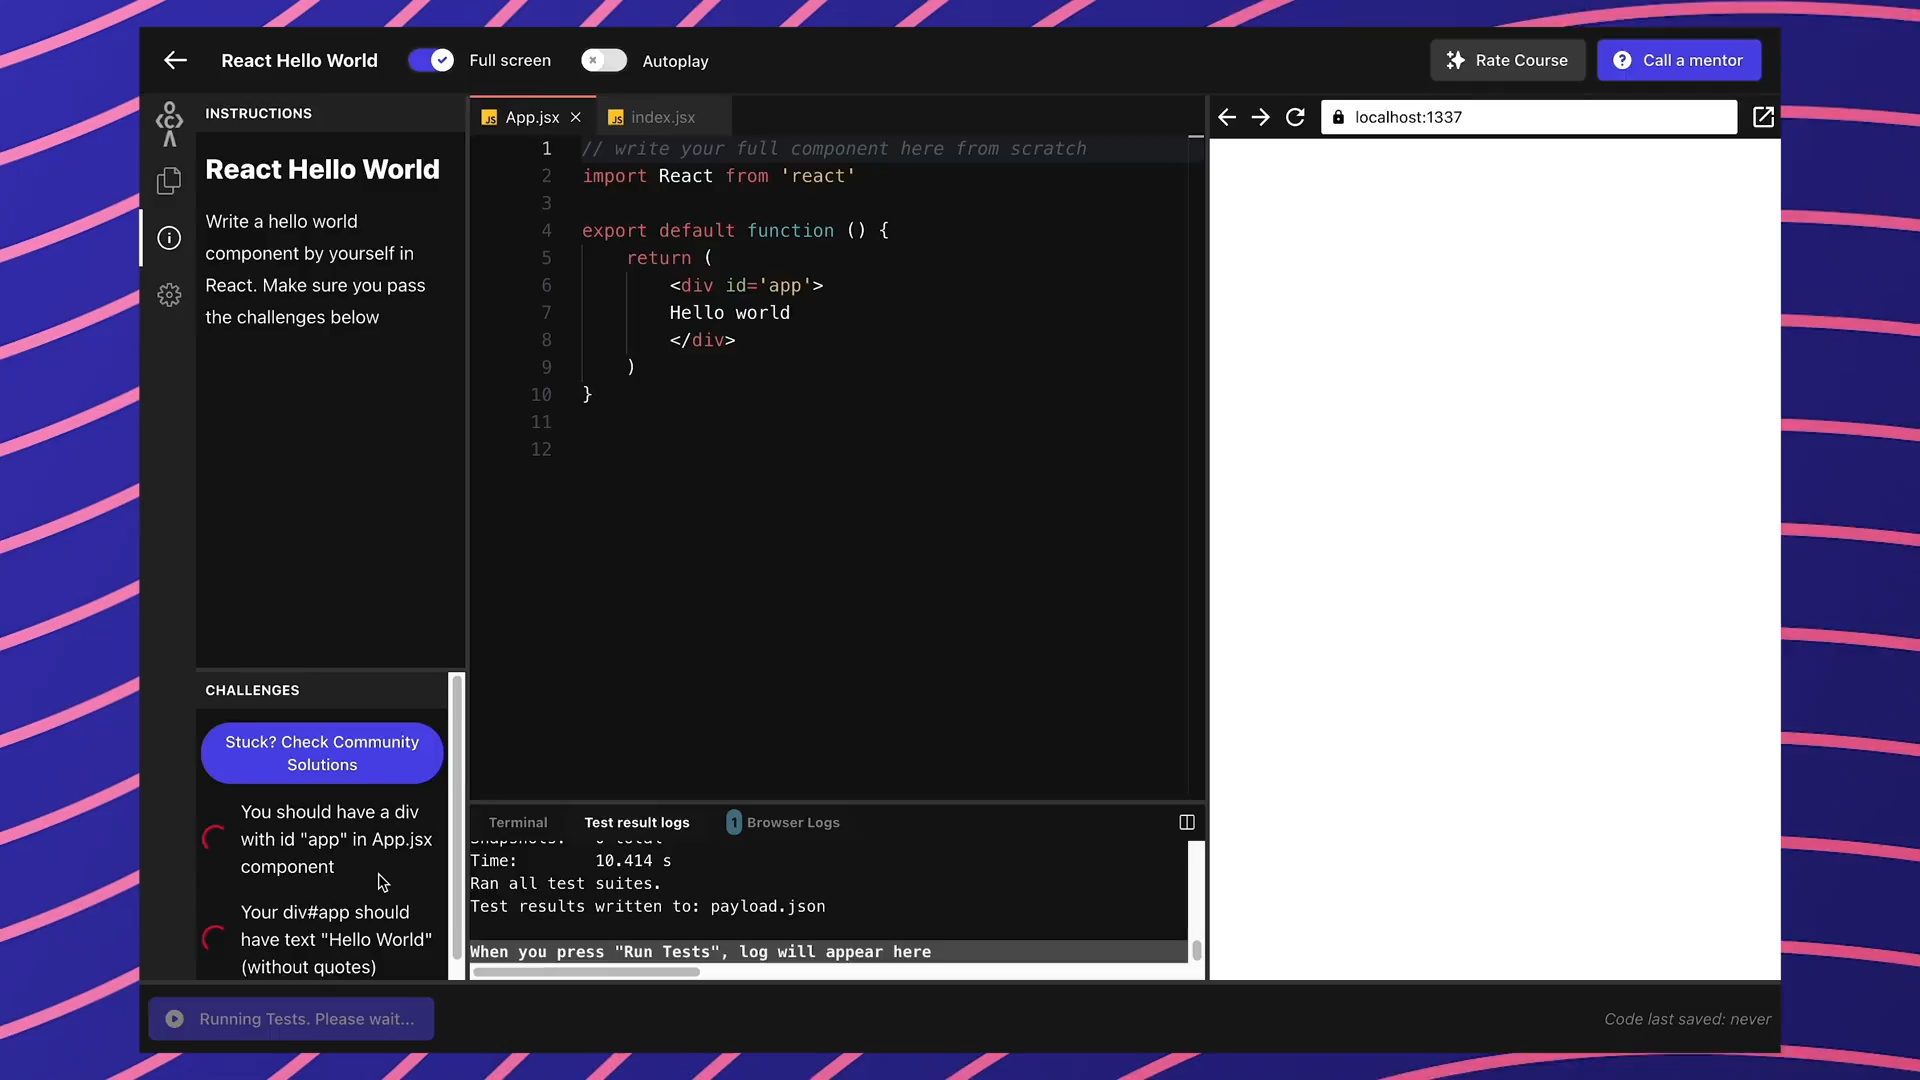 React Hello World
Full screen
Autoplay
Rate Course
Call a mentor
INSTRUCTIONS
React Hello World
Write a hello world
component by yourself in
React. Make sure you pass
the challenges below
CHALLENGES
Stuck? Check Community
Solutions
You should have a div
with id "app" in App.jsx
component
Your div#app should
have text "Hello World"
(without quotes)
Running Tests. Please wait...
JS App.jsx
JS index.jsx
1 // write your full component here from scratch
2 import React from 'react'
3
4 export default function () {
5 return (
6 <div id='app'>
7 Hello world
8 </div>
9 )
10 }
11
12
Terminal
Test result logs
1 Browser Logs
Snapshots: 0 total
Time: 10.414 s
Ran all test suites.
Test results written to: payload.json
When you press "Run Tests", log will appear here
localhost:1337
Code last saved: never